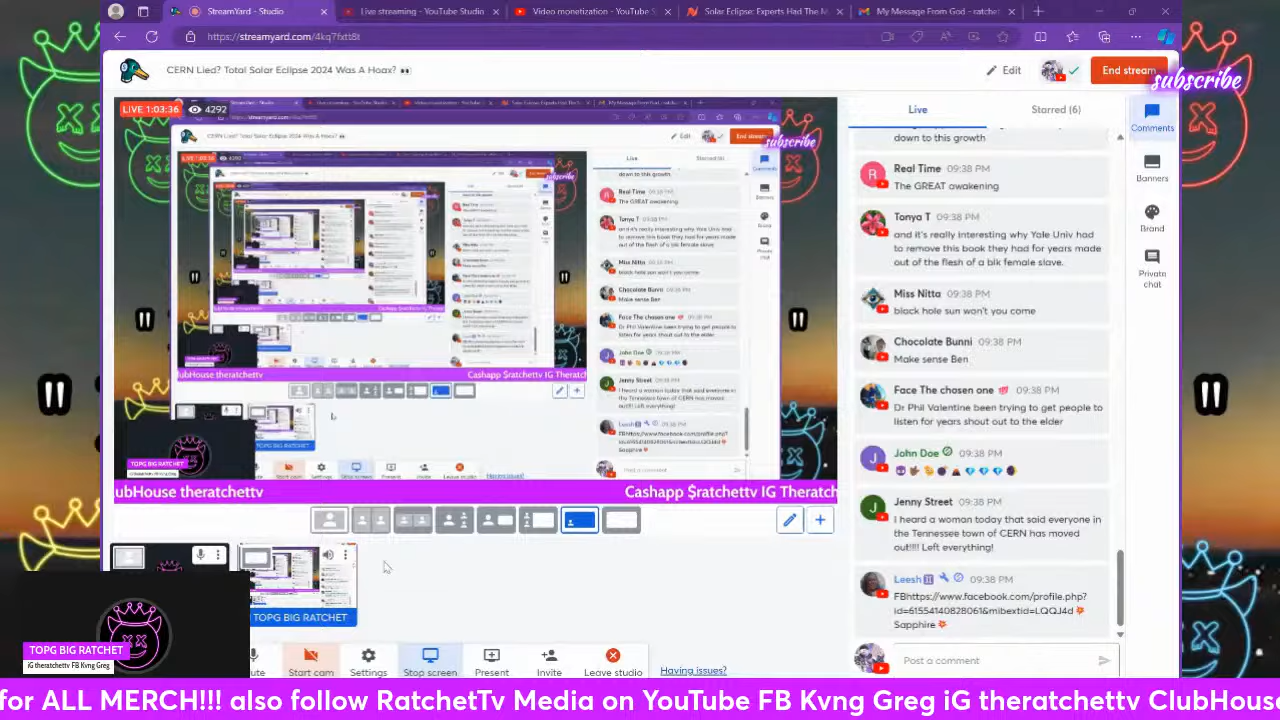 StreamYard - Studio
Live streaming - YouTube Studio
Video monetization - YouTube S
Solar Eclipse: Experts Had The M
My Message From God - ratchet
https://streamyard.com/4kq7fxtt8t
CERN Lied? Total Solar Eclipse 2024 Was A Hoax? 👀
Edit
End stream
subscribe
LIVE 1:03:36 4292
Live
Starred (6)
Comments
Banners
Brand
Private chat
down to this growth
Real Time 09:38 PM
The GREAT awakening
Tanya T 09:38 PM
and it's really interesting why Yale Univ had
to remove this book they had for years made
out of the flesh of a blk female slave.
Miss Nitta 09:38 PM
black hole sun won't you come
Chocolate Bunni 09:38 PM
Make sense Ben
Face The chosen one 💯 09:38 PM
Dr Phil Valentine been trying to get people to
listen for years shout out to the elder
John Doe 09:38 PM
Jenny Street 09:38 PM
I heard a woman today that said everyone in
the Tennessee town of CERN has moved
out!!!! Left everything!
Leesh 09:38 PM
FBhttps://www.facebook.com/profile.php?
id=61554140828061&mibextid=LQQJ4d
Sapphire
Post a comment
lubHouse theratchettv
Cashapp $ratchettv IG Theratch
TOPG BIG RATCHET
ute
Start cam
Settings
Stop screen
Present
Invite
Leave studio
Having issues?
TOPG BIG RATCHET
iG theratchettv FB Kvng Greg
for ALL MERCH!!! also follow RatchetTv Media on YouTube FB Kvng Greg iG theratchettv ClubHouse